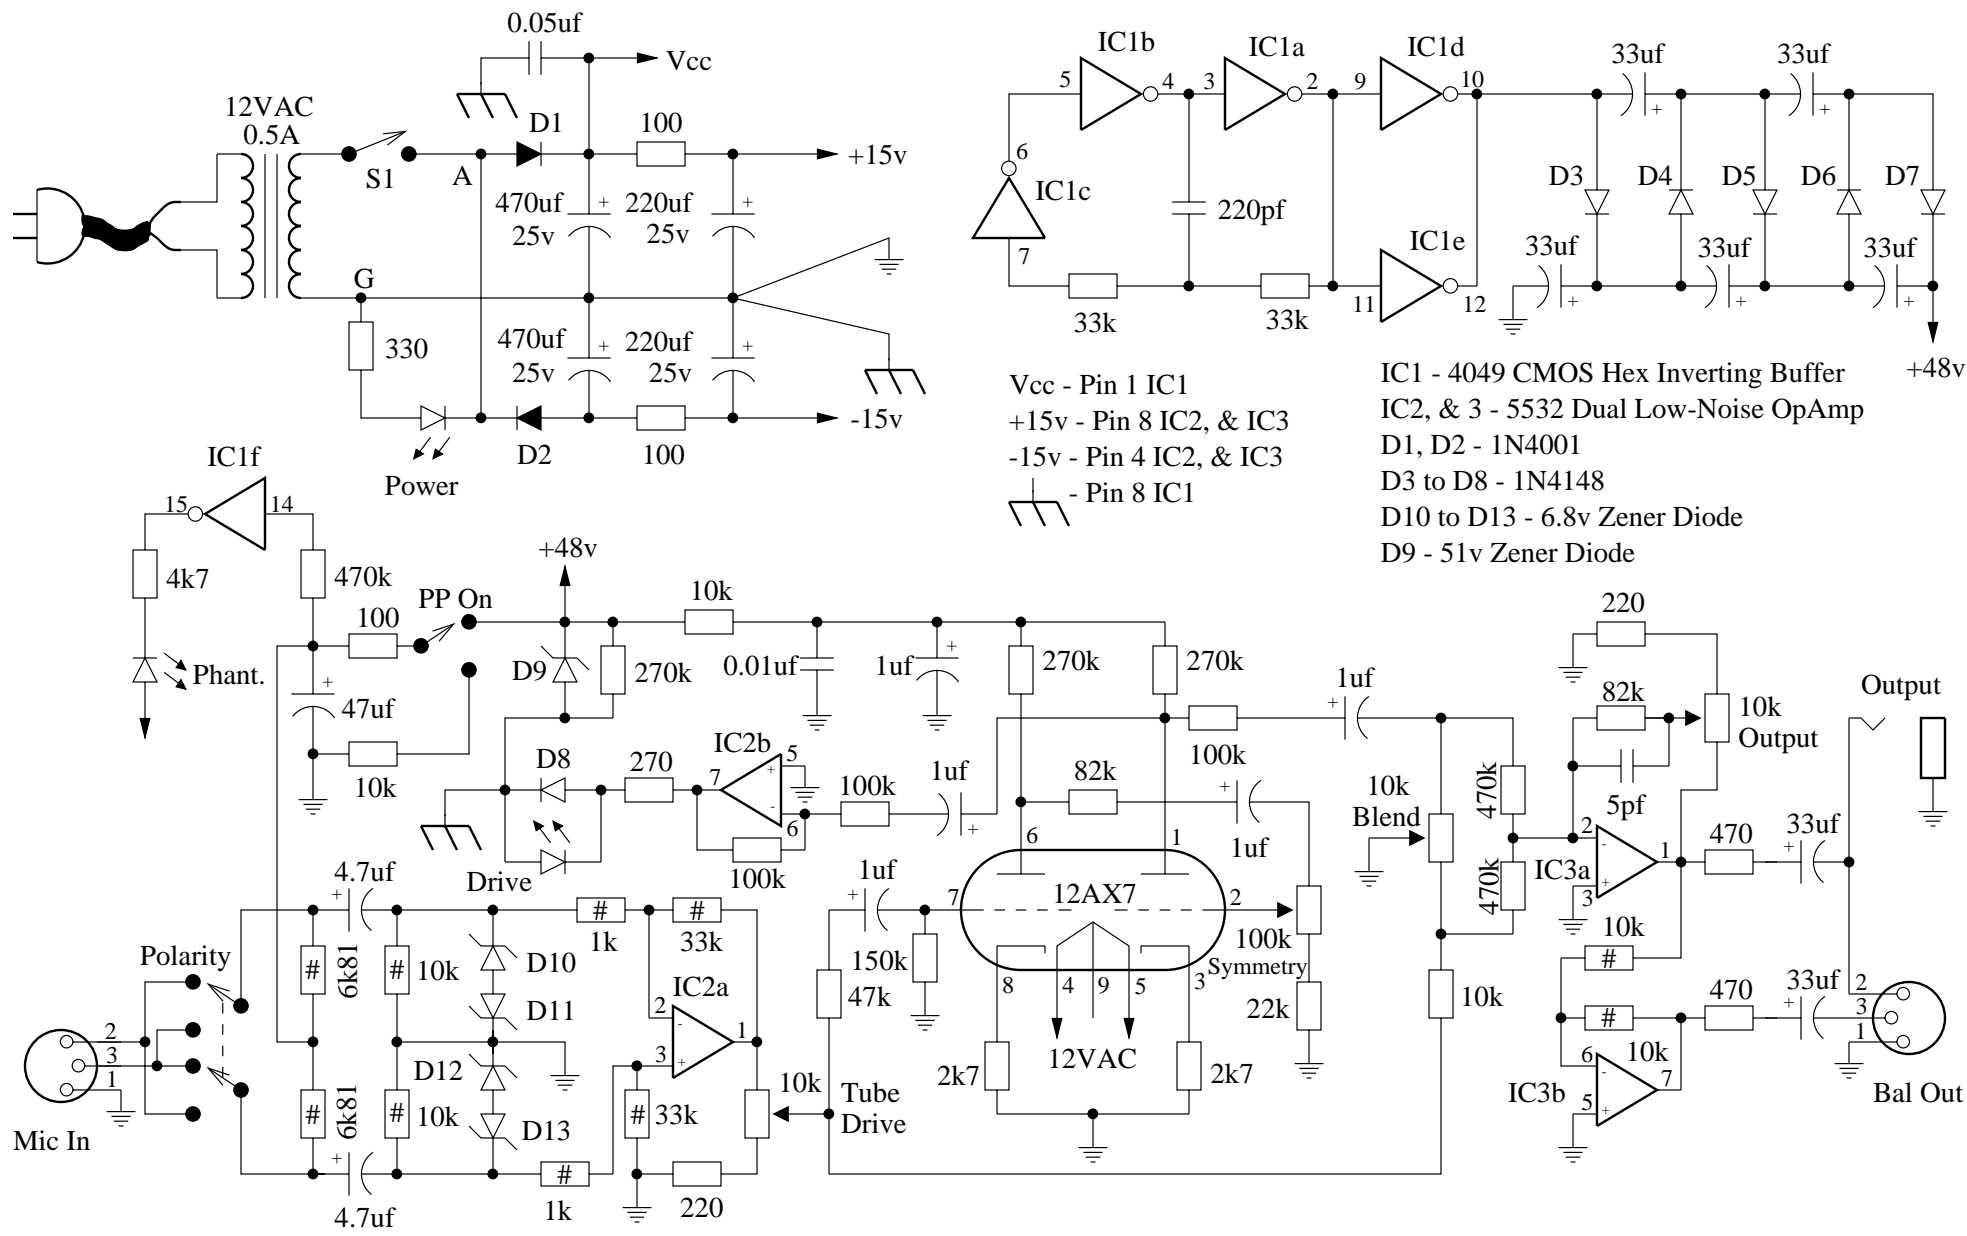 0.05uf
Vcc
12VAC
0.5A
D1
100
+15v
S1
A
470uf
25v
+
220uf
25v
+
G
330
470uf
25v
+
220uf
25v
+
-15v
D2
100
Power
IC1b
5
4
IC1a
3
2
IC1d
9
10
33uf
+
33uf
+
6
IC1c
7
220pf
33k
33k
IC1e
11
12
D3
D4
D5
D6
D7
33uf
+
33uf
+
33uf
+
+48v
Vcc - Pin 1 IC1
+15v - Pin 8 IC2, & IC3
-15v - Pin 4 IC2, & IC3
- Pin 8 IC1
IC1 - 4049 CMOS Hex Inverting Buffer
IC2, & 3 - 5532 Dual Low-Noise OpAmp
D1, D2 - 1N4001
D3 to D8 - 1N4148
D10 to D13 - 6.8v Zener Diode
D9 - 51v Zener Diode
IC1f
15
14
4k7
470k
Phant.
100
PP On
+
47uf
10k
+48v
10k
D9
270k
0.01uf
1uf
+
270k
270k
D8
270
IC2b
7
5
+
-
6
100k
100k
Drive
1uf
+
82k
100k
1uf
+
+
1uf
10k
Blend
470k
470k
220
82k
10k
Output
5pf
2
-
IC3a
+
3
1
470
33uf
+
Output
4.7uf
+
#
1k
#
33k
1uf
+
7
6
1
12AX7
2
100k
Symmetry
150k
47k
8
4
9
5
3
22k
12VAC
2k7
2k7
Polarity
#
6k81
#
10k
D10
D11
IC2a
2
-
3
+
1
Mic In
2
3
1
#
6k81
#
10k
D12
D13
#
33k
10k
Tube
Drive
+
4.7uf
#
1k
220
10k
10k
#
#
10k
6
-
IC3b
5
+
7
470
33uf
+
2
3
1
Bal Out